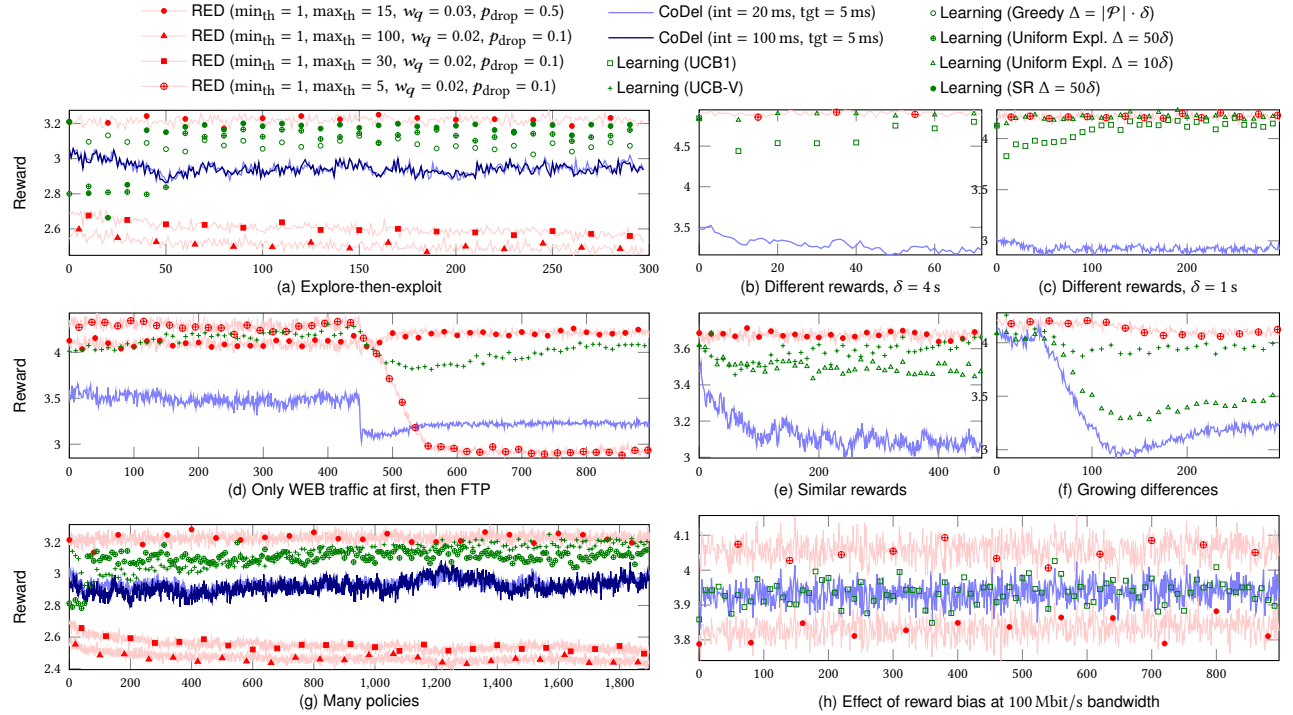 RED (min_th = 1, max_th = 15, w_q = 0.03, p_drop = 0.5)
RED (min_th = 1, max_th = 100, w_q = 0.02, p_drop = 0.1)
RED (min_th = 1, max_th = 30, w_q = 0.02, p_drop = 0.1)
RED (min_th = 1, max_th = 5, w_q = 0.02, p_drop = 0.1)
CoDel (int = 20 ms, tgt = 5 ms)
CoDel (int = 100 ms, tgt = 5 ms)
Learning (UCB1)
Learning (UCB-V)
Learning (Greedy Δ = |𝒫| · δ)
Learning (Uniform Expl. Δ = 50δ)
Learning (Uniform Expl. Δ = 10δ)
Learning (SR Δ = 50δ)
Reward
3.2
3
2.8
2.6
0 50 100 150 200 250 300
(a) Explore-then-exploit
4.5
4
3.5
0 20 40 60
(b) Different rewards, δ = 4 s
4
3.5
3
0 100 200
(c) Different rewards, δ = 1 s
Reward
4
3
0 100 200 300 400 500 600 700 800
(d) Only WEB traffic at first, then FTP
3.6
3.4
3.2
3
0 200 400
(e) Similar rewards
4
3.5
3
0 100 200
(f) Growing differences
Reward
3.2
3
2.8
2.6
2.4
0 200 400 600 800 1,000 1,200 1,400 1,600 1,800
(g) Many policies
4.1
4
3.9
3.8
0 100 200 300 400 500 600 700 800
(h) Effect of reward bias at 100 Mbit/s bandwidth